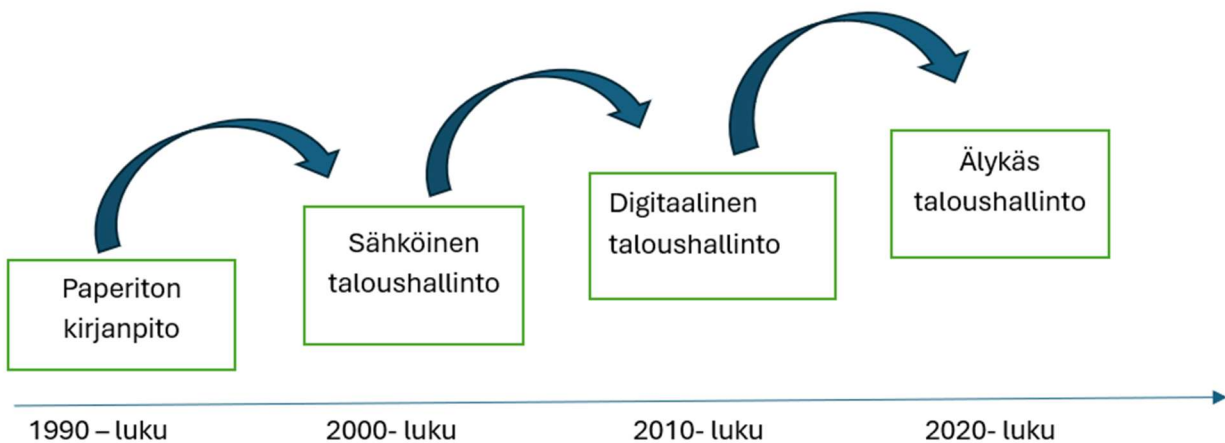 Paperiton
kirjanpito
Sähköinen
taloushallinto
Digitaalinen
taloushallinto
Älykäs
taloushallinto
1990 – luku
2000- luku
2010- luku
2020- luku